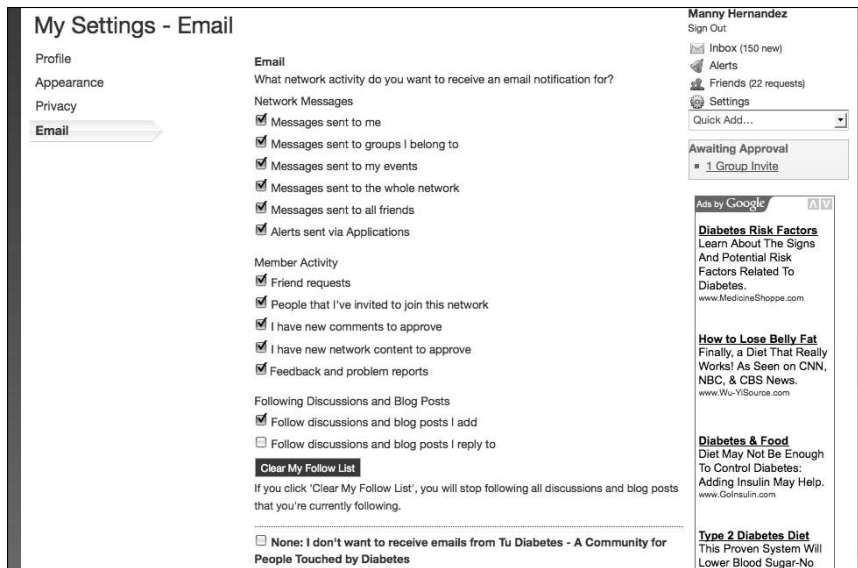 My Settings - Email
Profile
Appearance
Privacy
Email
Email
What network activity do you want to receive an email notification for?
Network Messages
Messages sent to me
Messages sent to groups I belong to
Messages sent to my events
Messages sent to the whole network
Messages sent to all friends
Alerts sent via Applications
Member Activity
Friend requests
People that I've invited to join this network
I have new comments to approve
I have new network content to approve
Feedback and problem reports
Following Discussions and Blog Posts
Follow discussions and blog posts I add
Follow discussions and blog posts I reply to
Clear My Follow List
If you click 'Clear My Follow List', you will stop following all discussions and blog posts
that you're currently following.
None: I don't want to receive emails from Tu Diabetes - A Community for
People Touched by Diabetes
Manny Hernandez
Sign Out
Inbox (150 new)
Alerts
Friends (22 requests)
Settings
Quick Add...
Awaiting Approval
1 Group Invite
Ads by Google
Diabetes Risk Factors
Learn About The Signs
And Potential Risk
Factors Related To
Diabetes.
www.MedicineShoppe.com
How to Lose Belly Fat
Finally, a Diet That Really
Works! As Seen on CNN,
NBC, & CBS News.
www.Wu-YiSource.com
Diabetes & Food
Diet May Not Be Enough
To Control Diabetes:
Adding Insulin May Help.
www.GoInsulin.com
Type 2 Diabetes Diet
This Proven System Will
Lower Blood Sugar-No